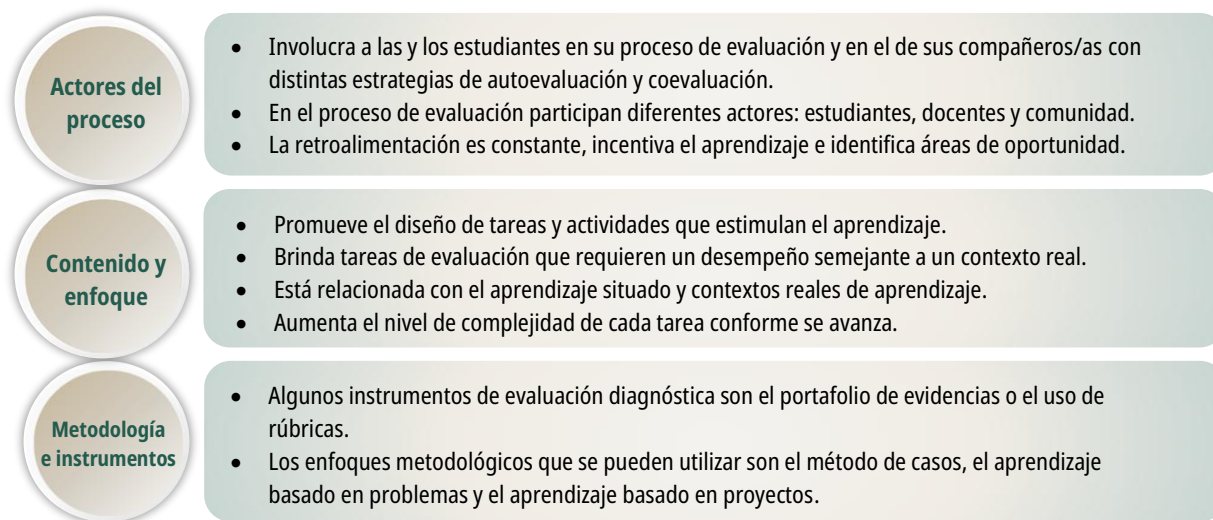 Actores del
proceso
• Involucra a las y los estudiantes en su proceso de evaluación y en el de sus compañeros/as con
distintas estrategias de autoevaluación y coevaluación.
• En el proceso de evaluación participan diferentes actores: estudiantes, docentes y comunidad.
• La retroalimentación es constante, incentiva el aprendizaje e identifica áreas de oportunidad.
Contenido y
enfoque
• Promueve el diseño de tareas y actividades que estimulan el aprendizaje.
• Brinda tareas de evaluación que requieren un desempeño semejante a un contexto real.
• Está relacionada con el aprendizaje situado y contextos reales de aprendizaje.
• Aumenta el nivel de complejidad de cada tarea conforme se avanza.
Metodología
e instrumentos
• Algunos instrumentos de evaluación diagnóstica son el portafolio de evidencias o el uso de
rúbricas.
• Los enfoques metodológicos que se pueden utilizar son el método de casos, el aprendizaje
basado en problemas y el aprendizaje basado en proyectos.